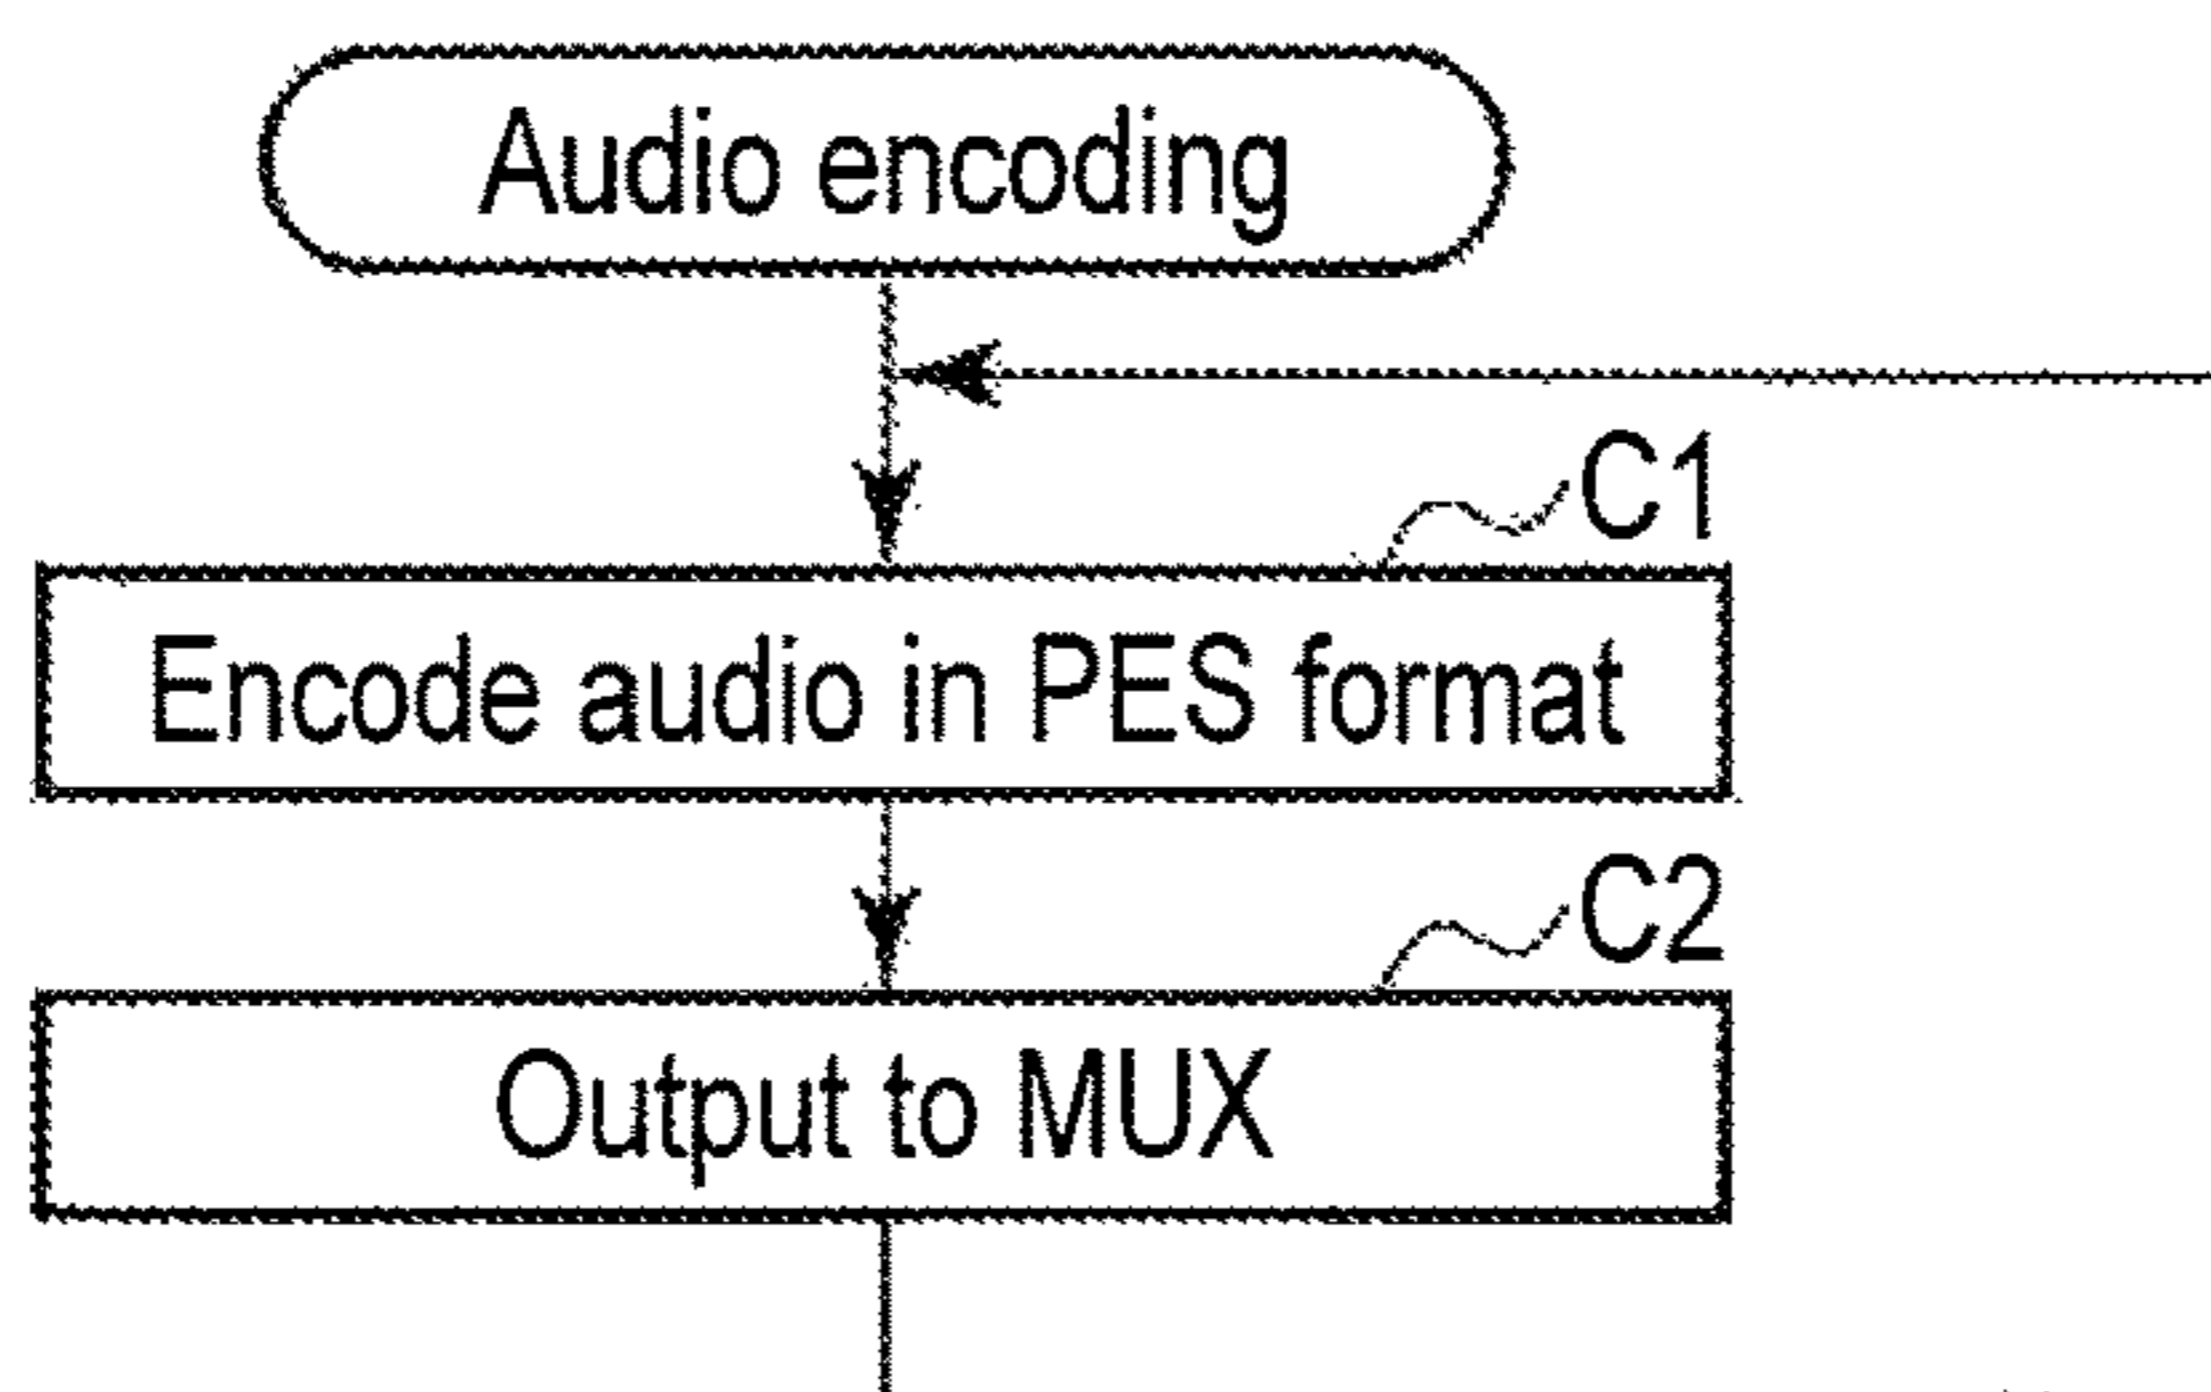 Audio encoding
C1
Encode audio in PES format
C2
Output to MUX